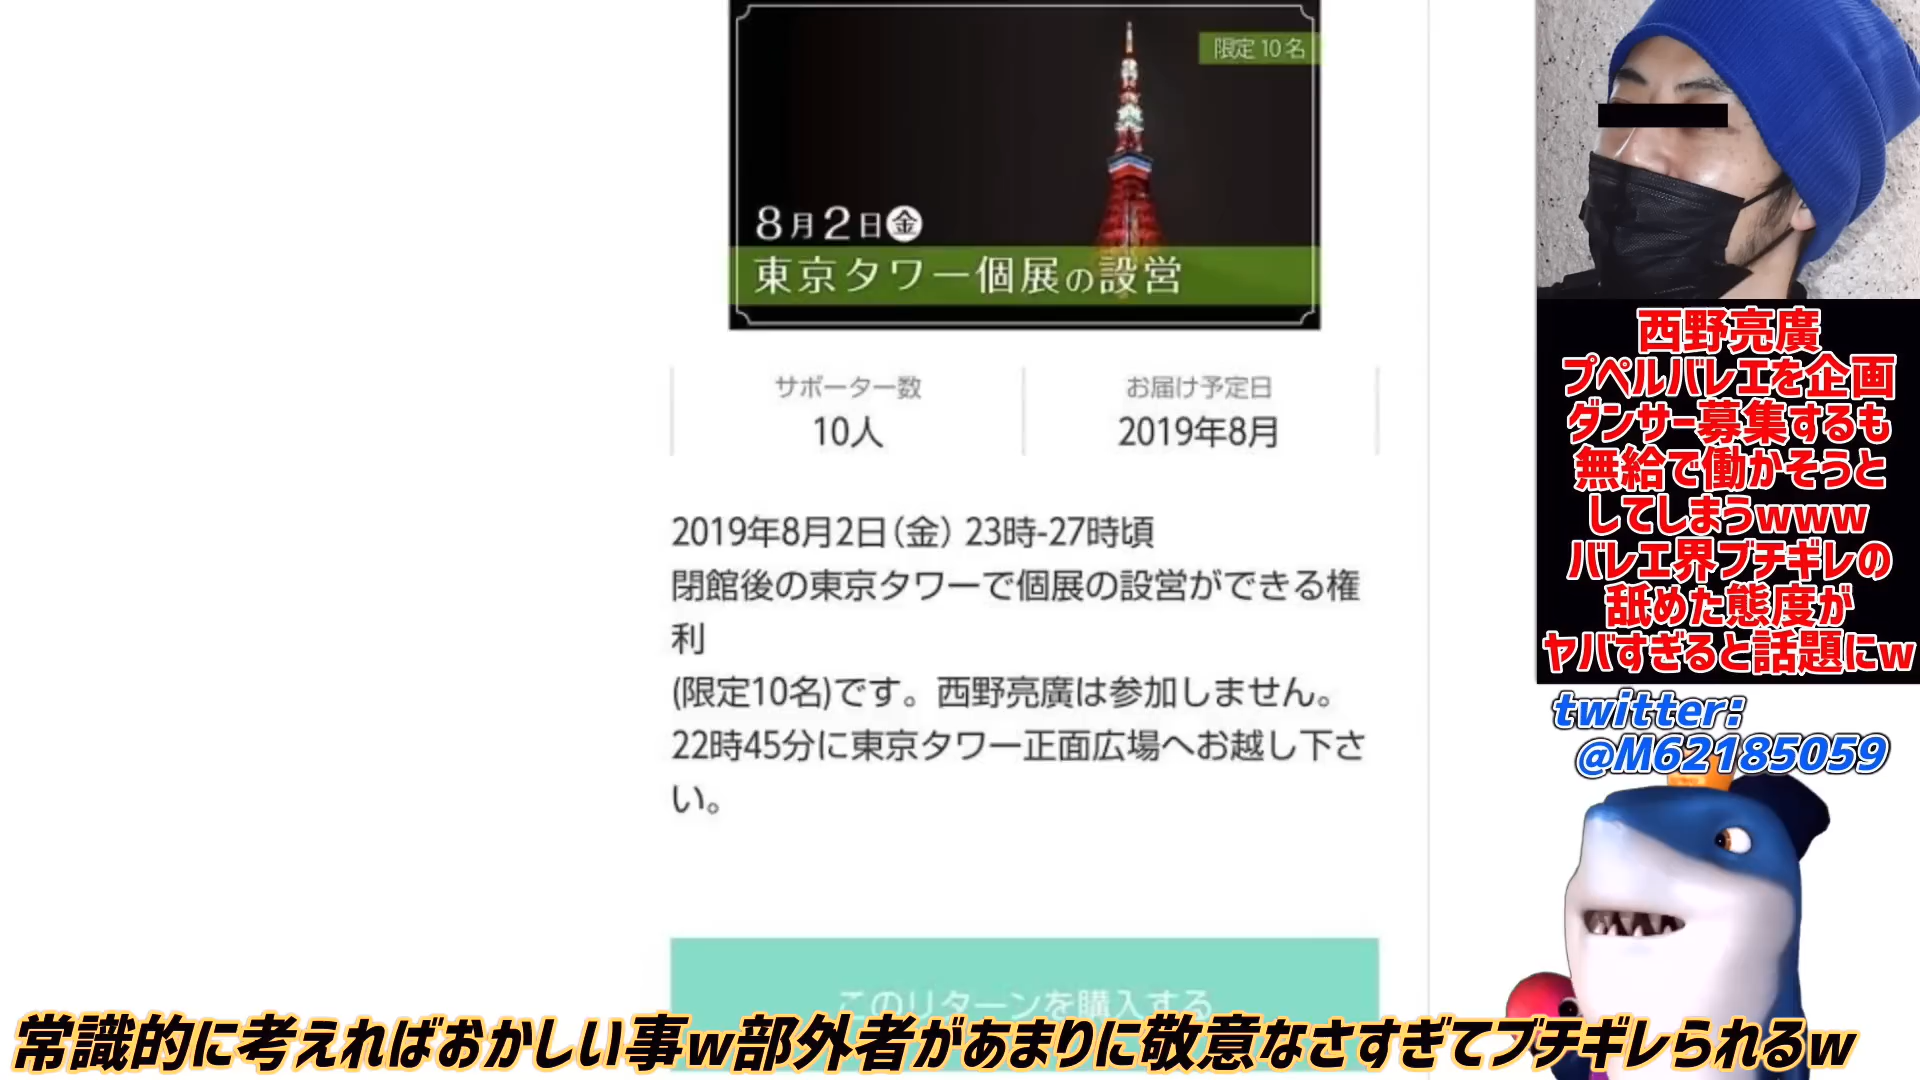 限定10名
8月2日金
東京タワー個展の設営
サポーター数
10人
お届け予定日
2019年8月
2019年8月2日(金) 23時-27時頃
閉館後の東京タワーで個展の設営ができる権
利
(限定10名)です。西野亮廣は参加しません。
22時45分に東京タワー正面広場へお越し下さ
い。
このリターンを購入する
西野亮廣
プペルバレエを企画
ダンサー募集するも
無給で働かそうと
してしまうwww
バレエ界ブチギレの
舐めた態度が
ヤバすぎると話題にw
twitter:
@M62185059
常識的に考えればおかしい事w部外者があまりに敬意なさすぎてブチギレられるw